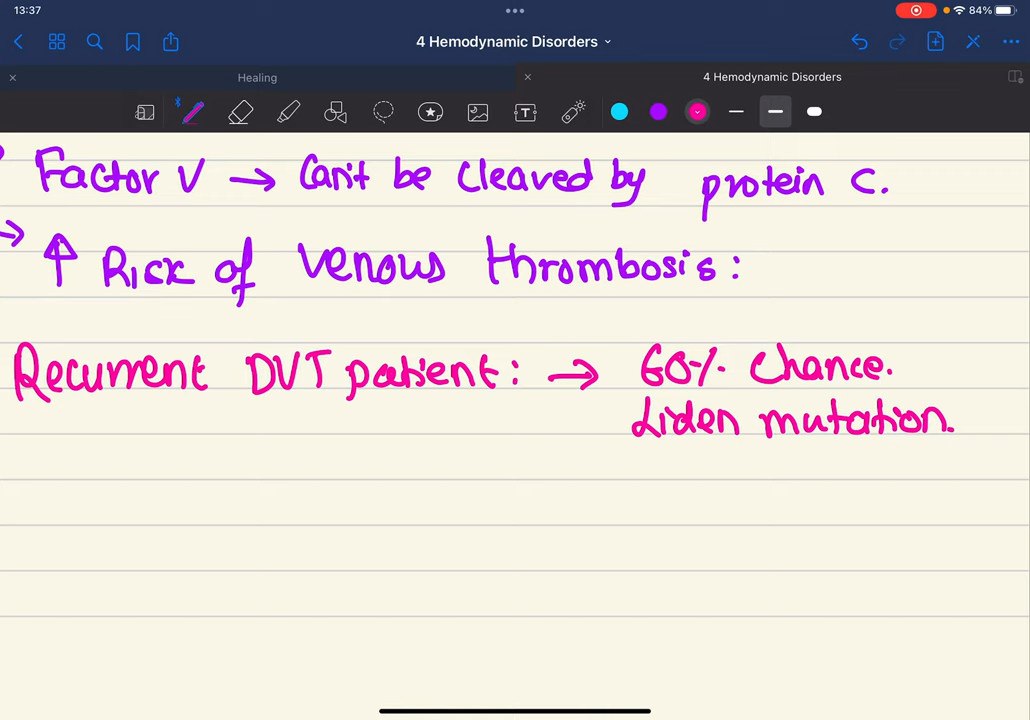 13:37
84%
4 Hemodynamic Disorders
Healing
4 Hemodynamic Disorders
Factor V → Can't be cleaved by protein C.
→ ↑ Risk of venous thrombosis:
Recurrent DVT patient: → 60% Chance.
Liden mutation.